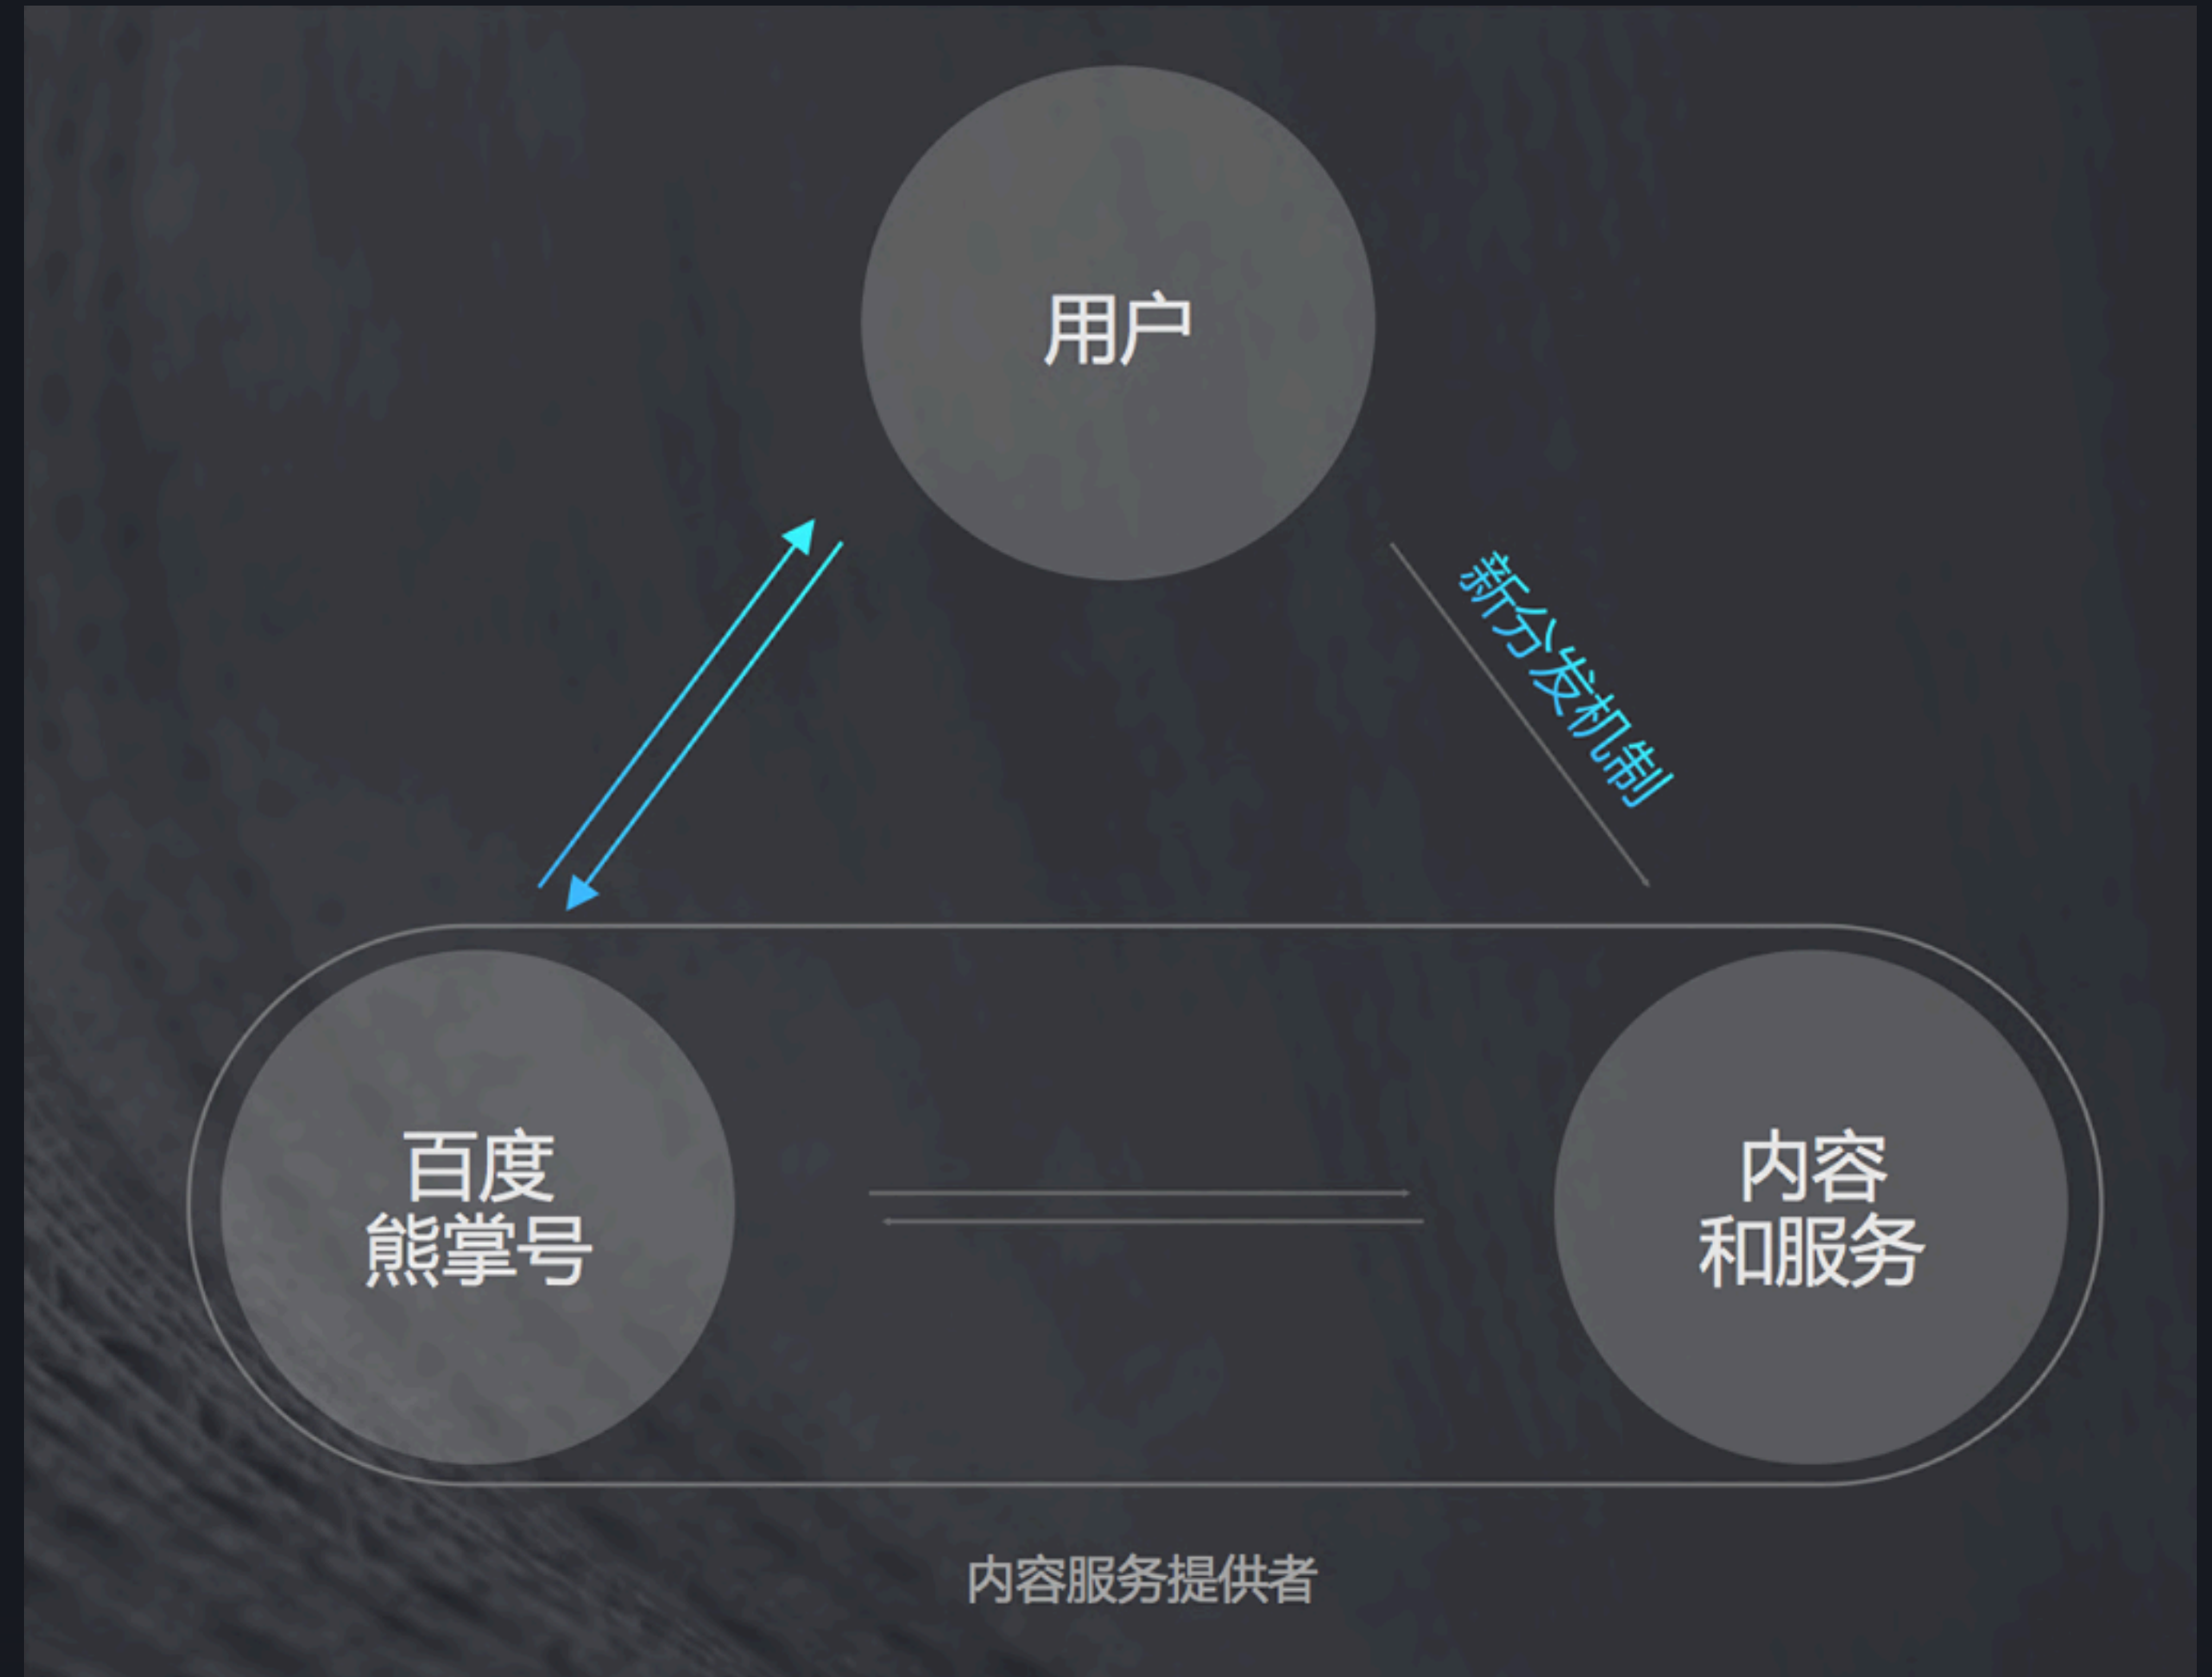 用户
新分发机制
百度
熊掌号
内容
和服务
内容服务提供者